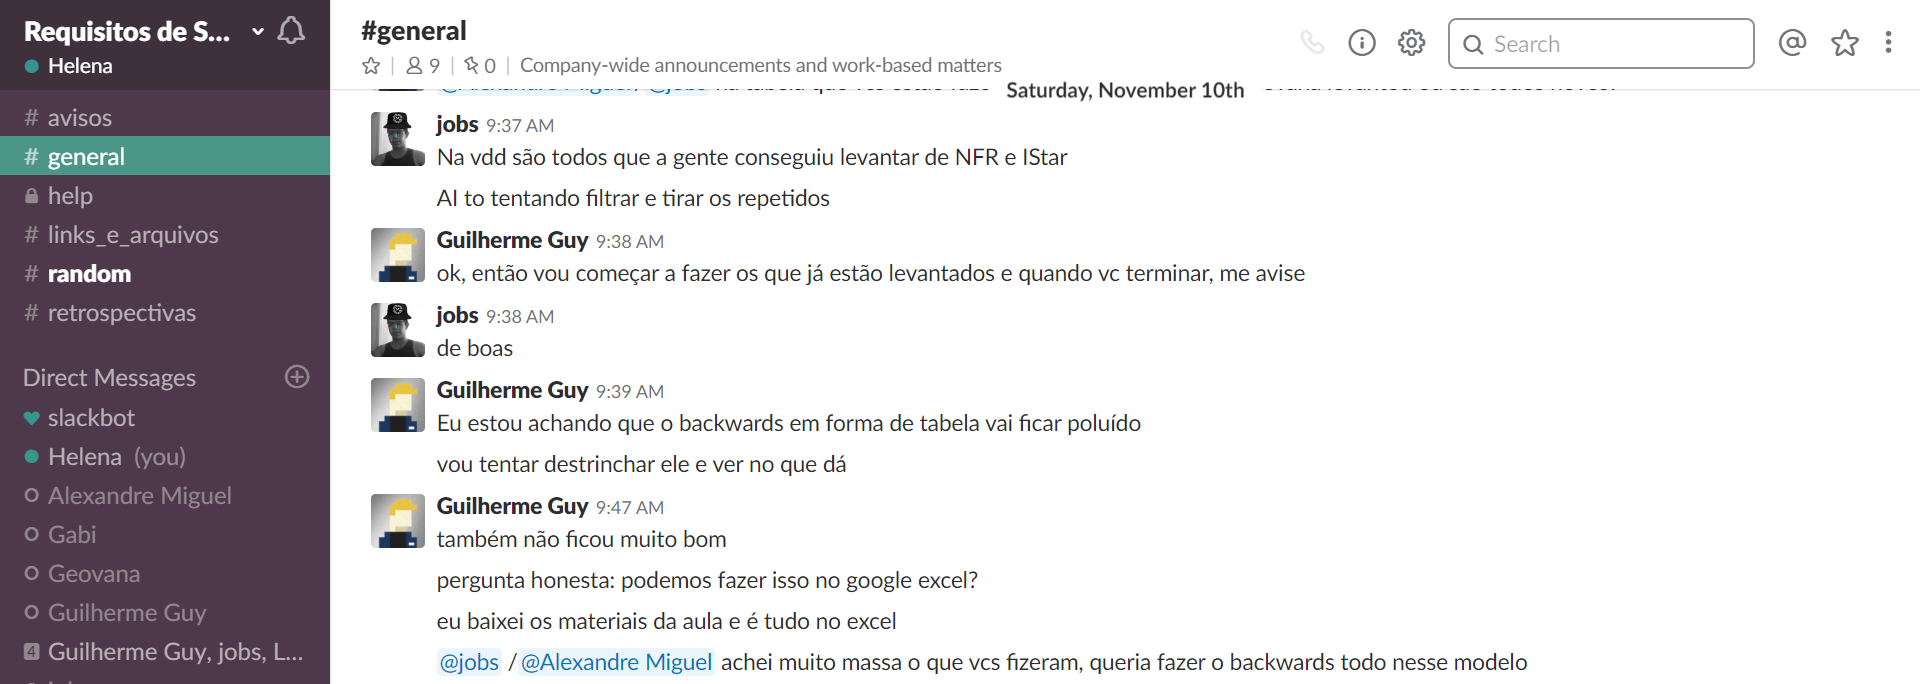 Requisitos de S...
Helena
# avisos
# general
help
# links_e_arquivos
# random
# retrospectivas
Direct Messages
slackbot
Helena (you)
Alexandre Miguel
Gabi
Geovana
Guilherme Guy
4 Guilherme Guy, jobs, L...
#general
9 | 0 | Company-wide announcements and work-based matters
Search
Saturday, November 10th
jobs 9:37 AM
Na vdd são todos que a gente conseguiu levantar de NFR e IStar
AI to tentando filtrar e tirar os repetidos
Guilherme Guy 9:38 AM
ok, então vou começar a fazer os que já estão levantados e quando vc terminar, me avise
jobs 9:38 AM
de boas
Guilherme Guy 9:39 AM
Eu estou achando que o backwards em forma de tabela vai ficar poluído
vou tentar destrinchar ele e ver no que dá
Guilherme Guy 9:47 AM
também não ficou muito bom
pergunta honesta: podemos fazer isso no google excel?
eu baixei os materiais da aula e é tudo no excel
@jobs /@Alexandre Miguel achei muito massa o que vcs fizeram, queria fazer o backwards todo nesse modelo